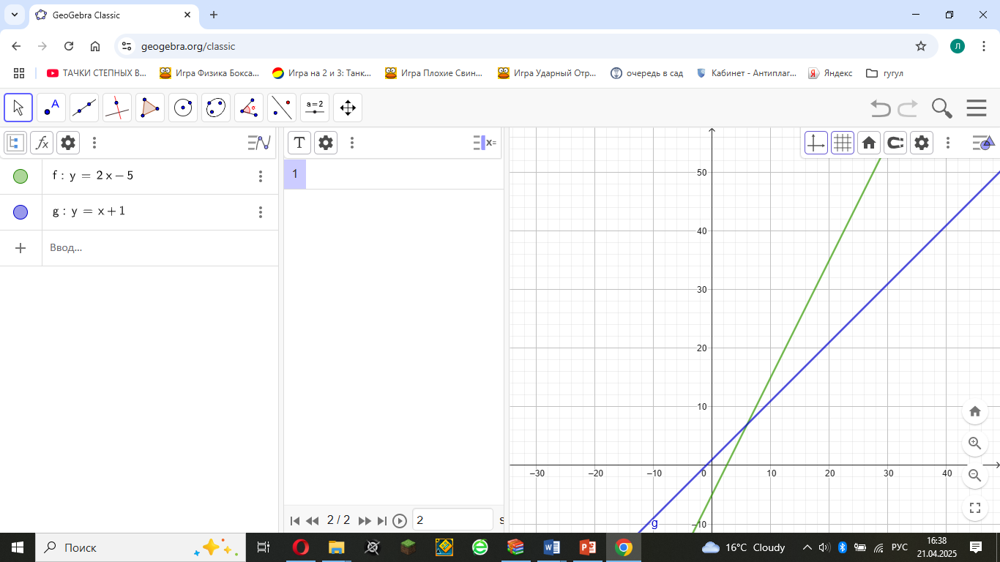 GeoGebra Classic
geogebra.org/classic
Л
ТАЧКИ СТЕПНЫХ В... Игра Физика Бокса... Игра на 2 и 3: Танк... Игра Плохие Свин... Игра Ударный Отр... очередь в сад Кабинет - Антиплаг... Яндекс гугул
A a=2
T x=
f : y = 2 x – 5
g : y = x + 1
Ввод...
1
2 / 2 2 s
50
40
30
20
10
–30 –20 –10 0 10 20 30 40
–10
g
Поиск
16°C Cloudy
РУС
16:38
21.04.2025